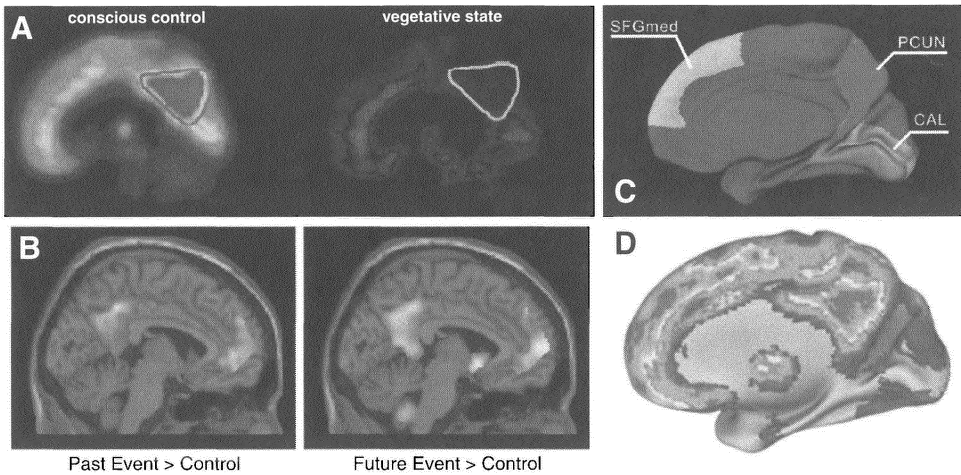 A
conscious control
vegetative state
SFGmed
PCUN
CAL
C
B
Past Event > Control
Future Event > Control
D